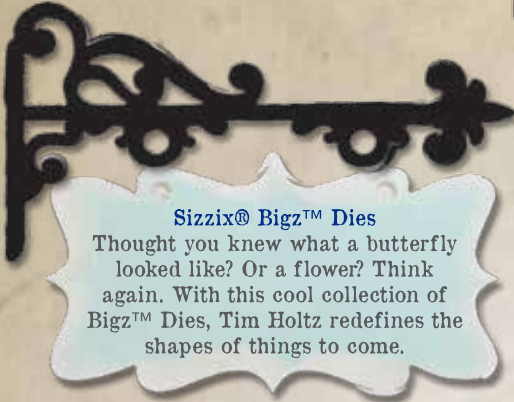 Sizzix® Bigz™ Dies
Thought you knew what a butterfly
looked like? Or a flower? Think
again. With this cool collection of
Bigz™ Dies, Tim Holtz redefines the
shapes of things to come.